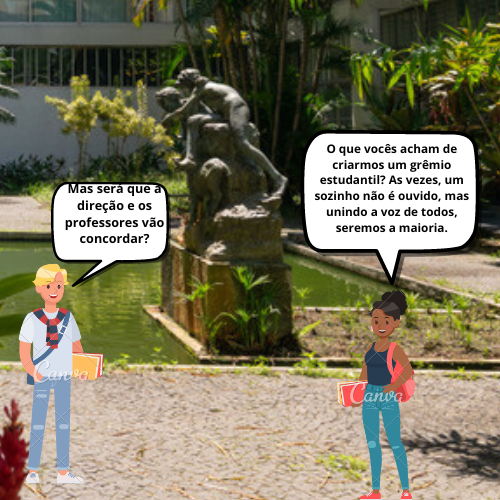 O que vocês acham de
criarmos um grêmio
estudantil? As vezes, um
sozinho não é ouvido, mas
unindo a voz de todos,
seremos a maioria.
Mas será que a
direção e os
professores vão
concordar?
Canva
Canva